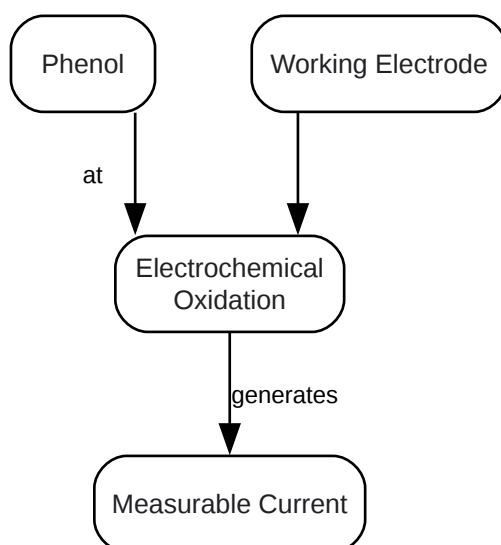 Phenol
Working Electrode
at
Electrochemical
Oxidation
generates
Measurable Current